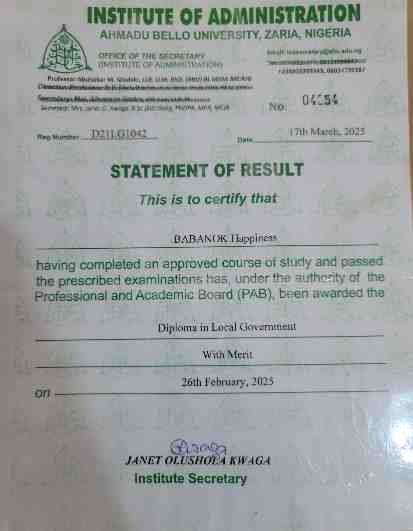 INSTITUTE OF ADMINISTRATION
AHMADU BELLO UNIVERSITY, ZARIA, NIGERIA
OFFICE OF THE SECRETARY
(INSTITUTE OF ADMINISTRATION)
No. 04154
Reg Number D21LG1042
Date 17th March, 2025
STATEMENT OF RESULT
This is to certify that
BABANOK Happiness
having completed an approved course of study and passed
the prescribed examinations has, under the authority of the
Professional and Academic Board (PAB), been awarded the
Diploma in Local Government
With Merit
26th February, 2025
on
JANET OLUSHOLA KWAGA
Institute Secretary